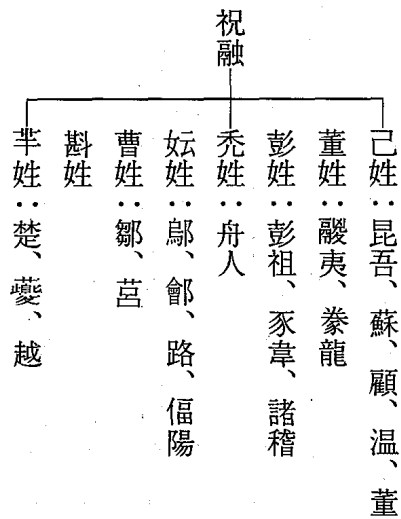 祝融
己姓：昆吾、蘇、顧、温、董
董姓：鬷夷、豢龍
彭姓：彭祖、豕韋、諸稽
禿姓：舟人
妘姓：鄔、鄶、路、偪陽
曹姓：鄒、莒
斟姓
芈姓：楚、夔、越